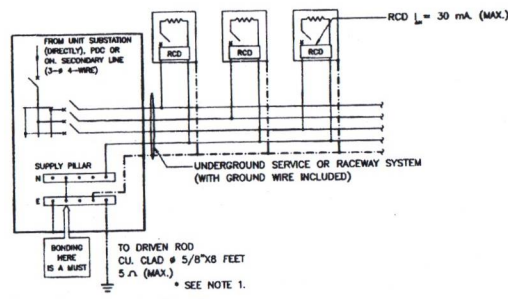 FROM UNIT SUBSTATION
(DIRECTLY), PDC OR
OH. SECONDARY LINE
(3-ø 4-WIRE)
RCD
RCD
RCD
RCD I = 30 mA. (MAX.)
UNDERGROUND SERVICE OR RACEWAY SYSTEM
(WITH GROUND WIRE INCLUDED)
SUPPLY PILLAR
N
E
BONDING
HERE
IS A MUST
TO DRIVEN ROD
CU. CLAD ø 5/8"X8 FEET
5 Ω (MAX.)
* SEE NOTE 1.